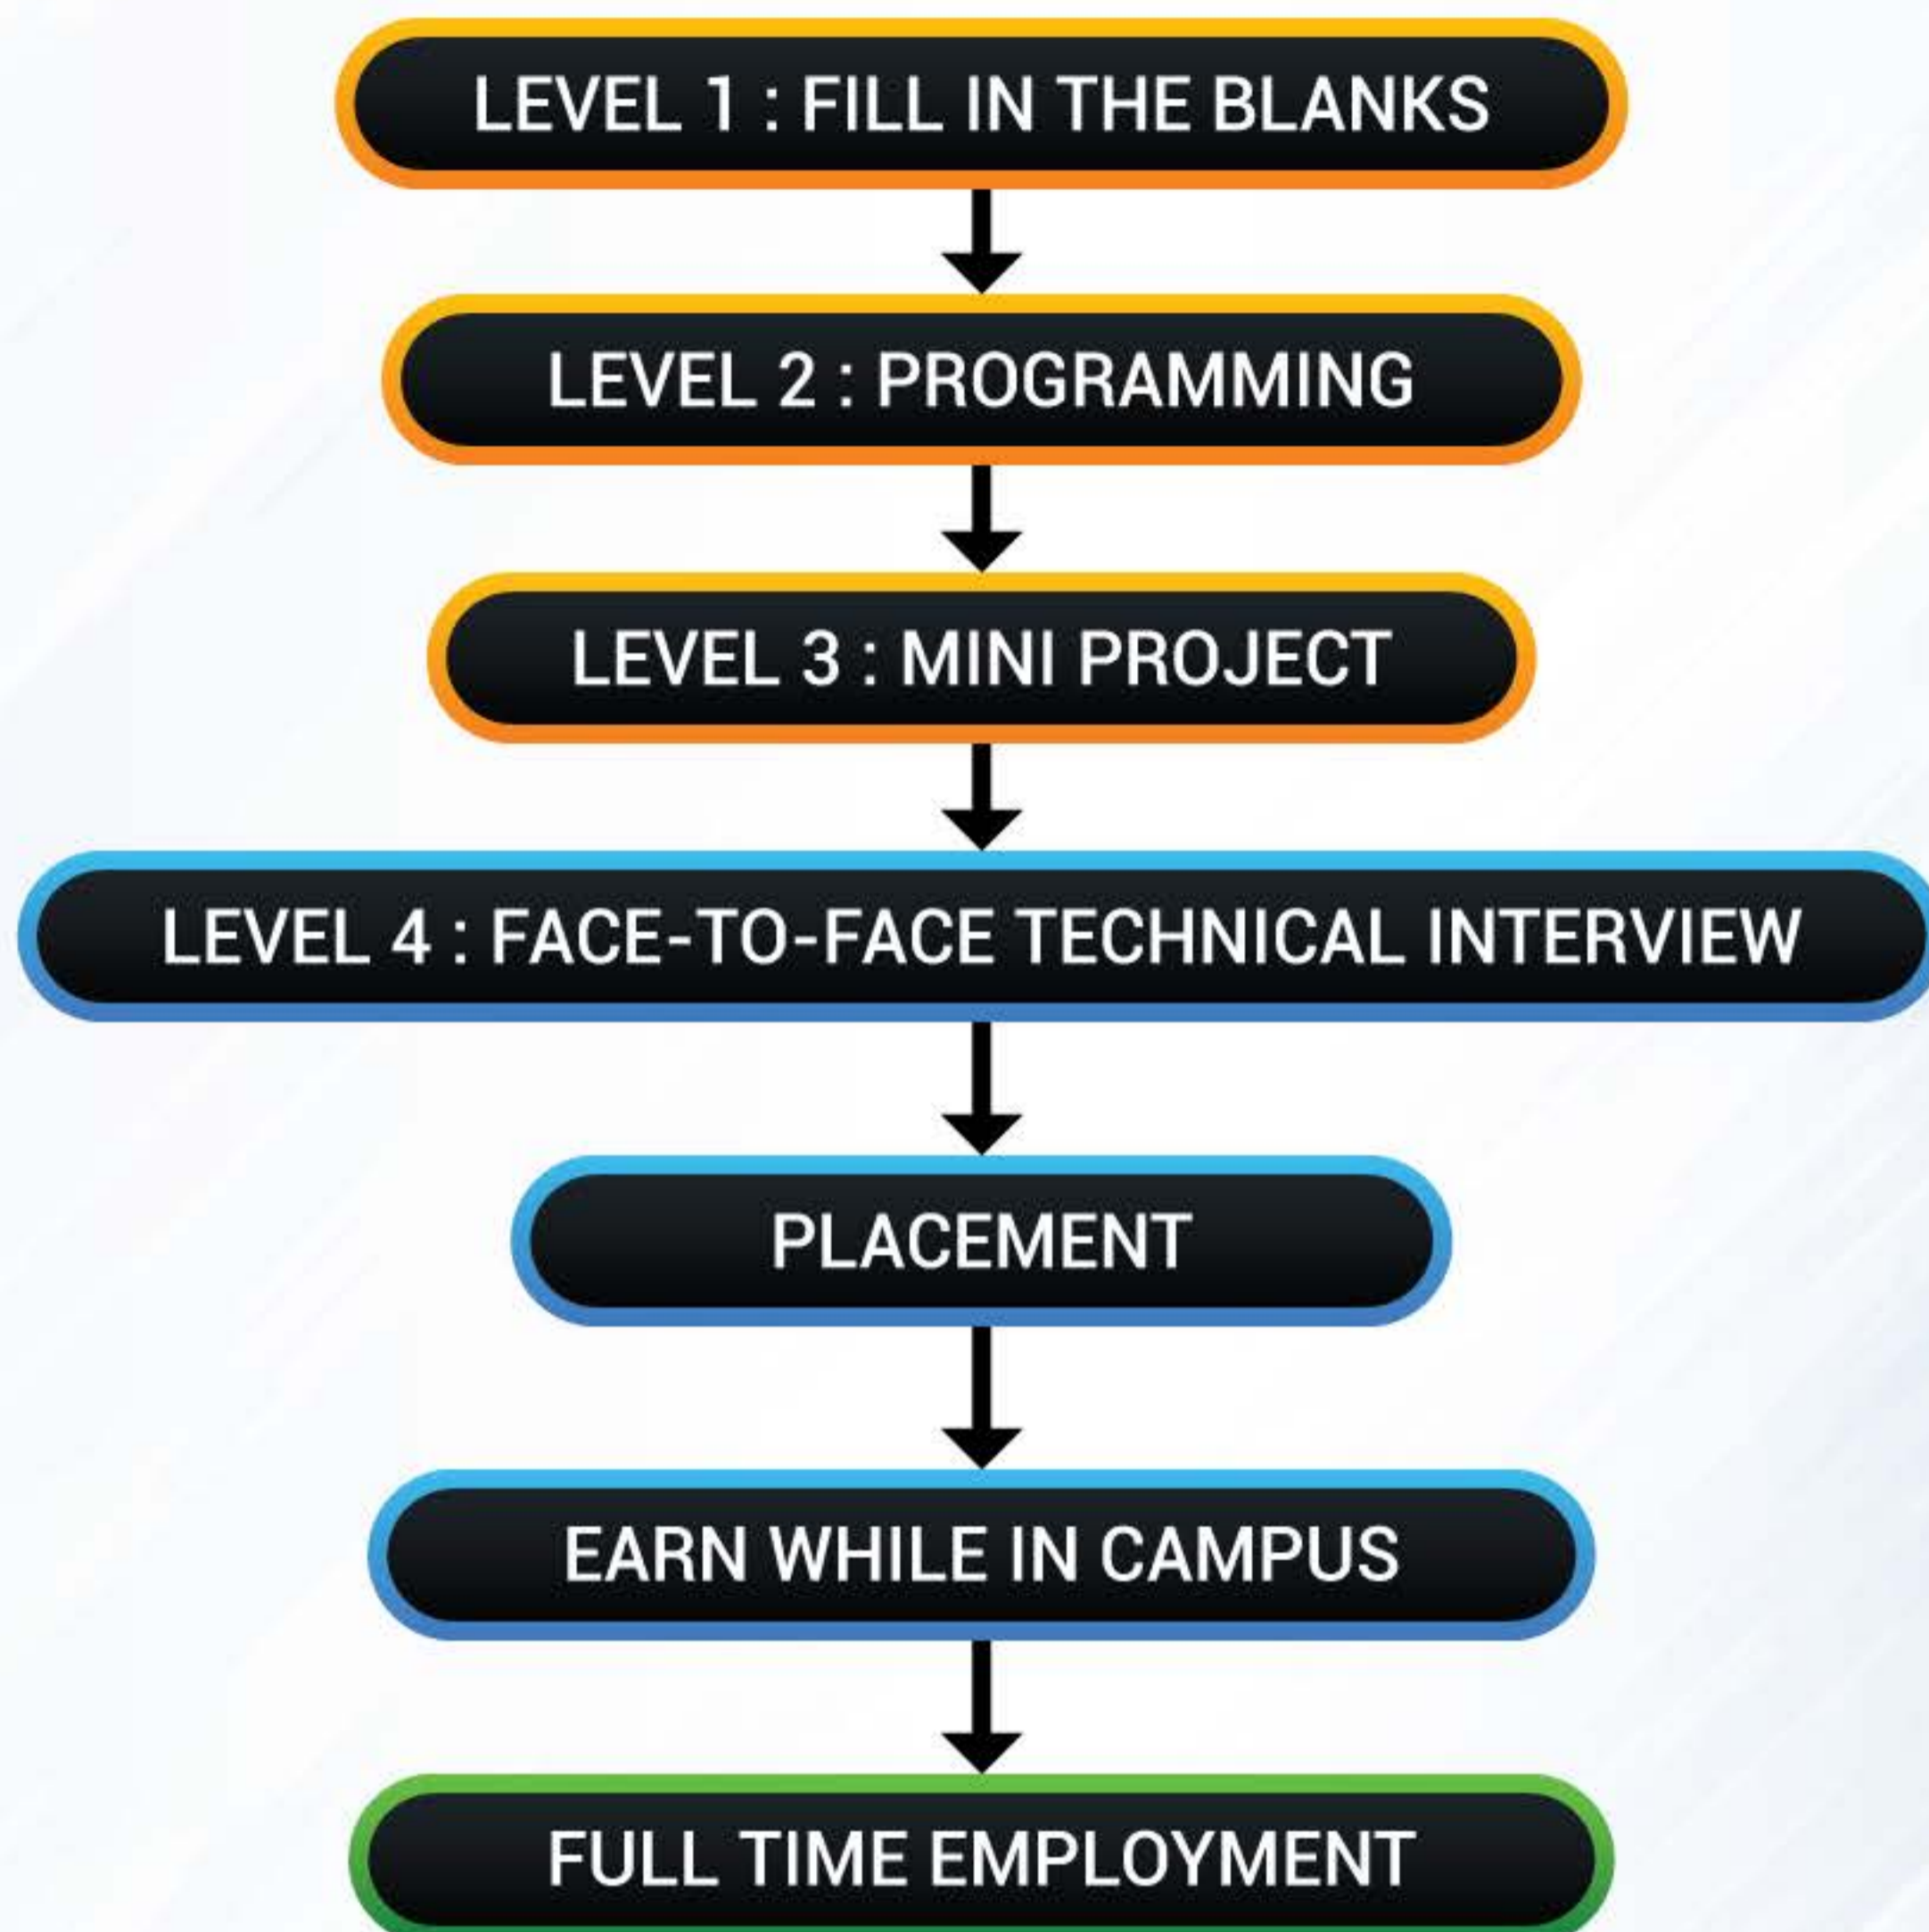 LEVEL 1 : FILL IN THE BLANKS
LEVEL 2 : PROGRAMMING
LEVEL 3 : MINI PROJECT
LEVEL 4 : FACE-TO-FACE TECHNICAL INTERVIEW
PLACEMENT
EARN WHILE IN CAMPUS
FULL TIME EMPLOYMENT